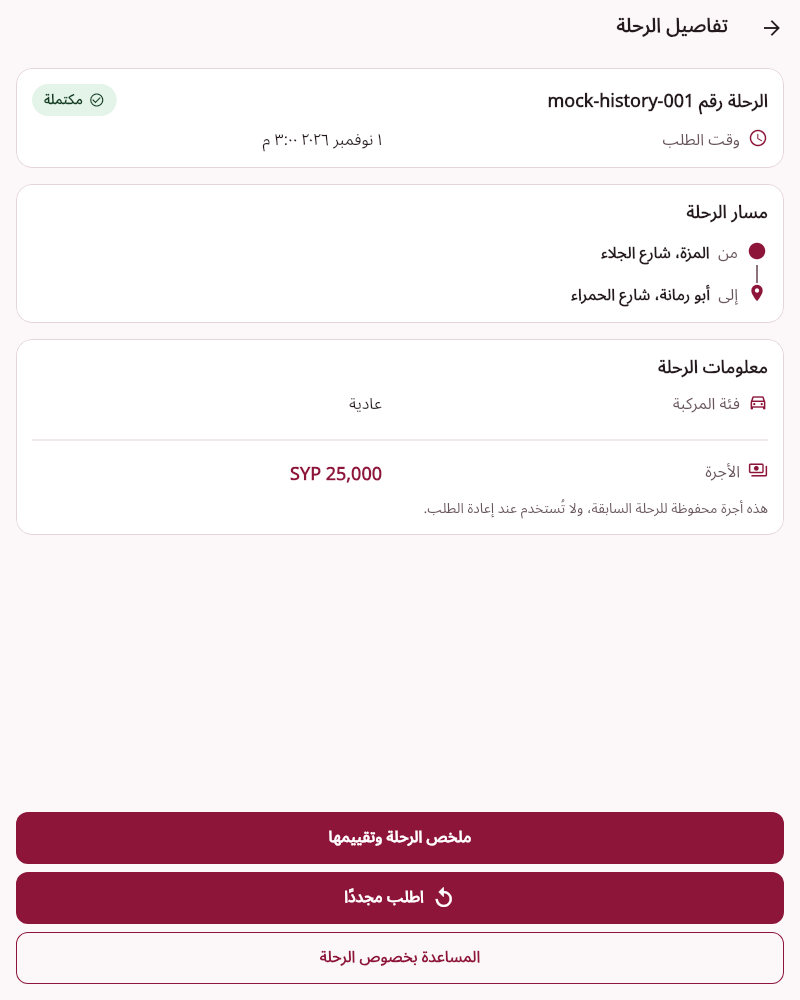 تفاصيل الرحلة
الرحلة رقم mock-history-001
مكتملة
وقت الطلب
١ نوفمبر ٢٠٢٦ ٣:٠٠ م
مسار الرحلة
من المزة، شارع الجلاء
إلى أبو رمانة، شارع الحمراء
معلومات الرحلة
فئة المركبة
عادية
الأجرة
SYP 25,000
هذه أجرة محفوظة للرحلة السابقة، ولا تُستخدم عند إعادة الطلب.
ملخص الرحلة وتقييمها
اطلب مجددًا
المساعدة بخصوص الرحلة